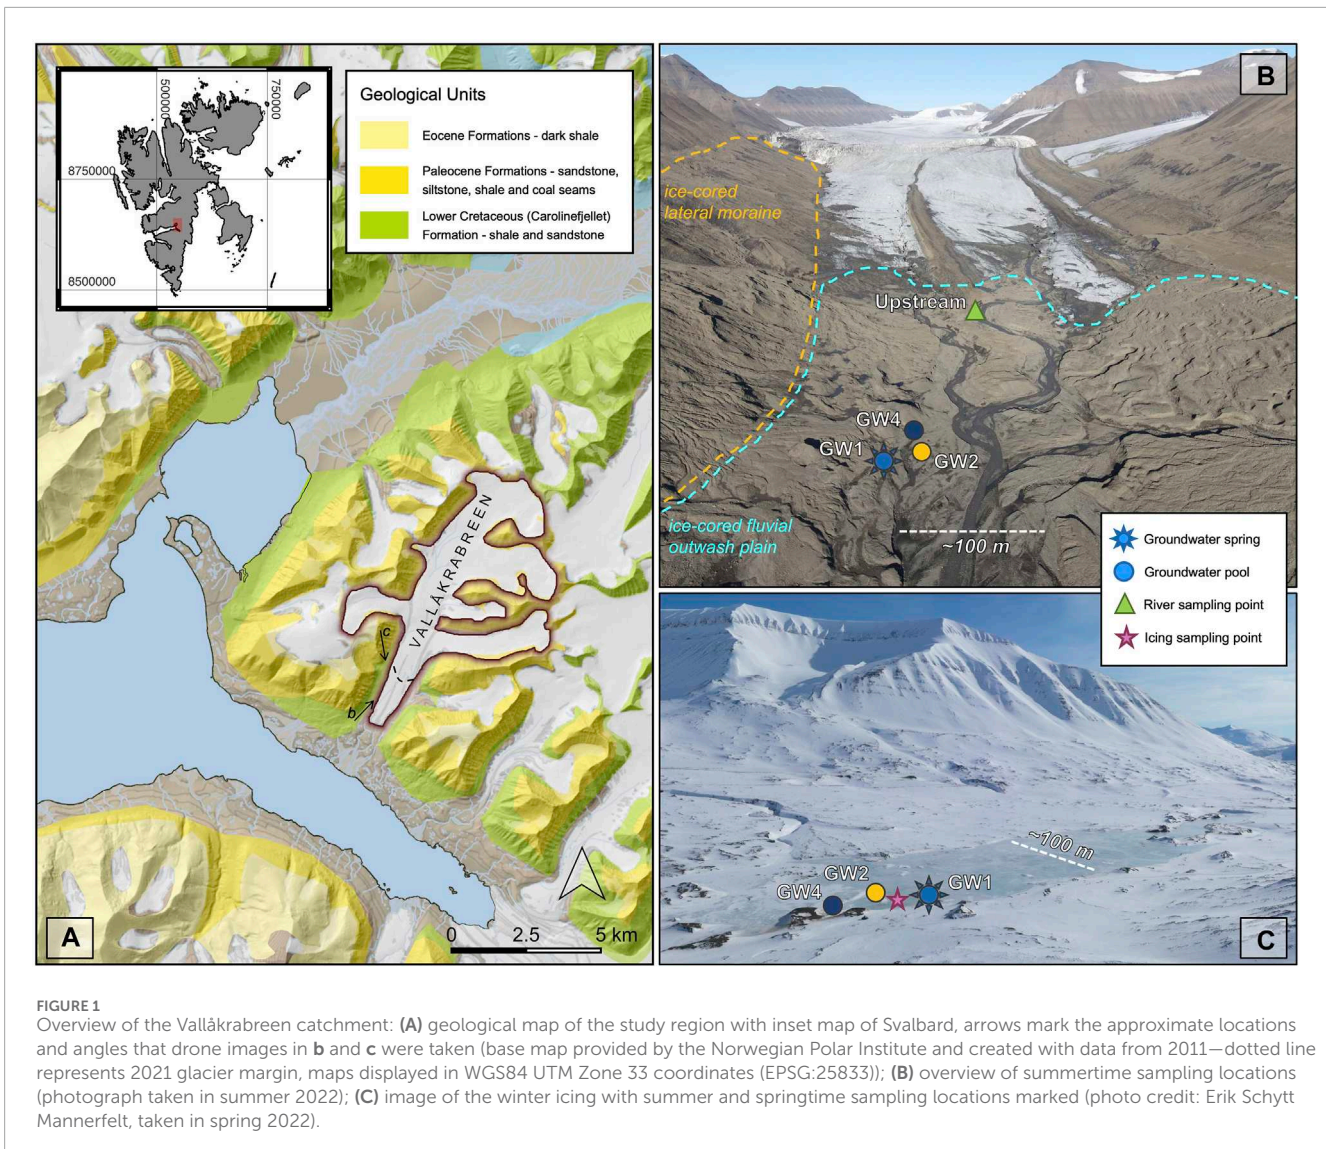 500000
750000
8750000
8500000
Geological Units
Eocene Formations - dark shale
Paleocene Formations - sandstone,
siltstone, shale and coal seams
Lower Cretaceous (Carolinefjellet)
Formation - shale and sandstone
VALLÅKRABREEN
c
b
0 2.5 5 km
A
B
ice-cored
lateral moraine
Upstream
GW4
GW1
GW2
ice-cored fluvial
outwash plain
~100 m
Groundwater spring
Groundwater pool
River sampling point
Icing sampling point
~100 m
GW2
GW1
GW4
C
FIGURE 1
Overview of the Vallåkrabreen catchment: (A) geological map of the study region with inset map of Svalbard, arrows mark the approximate locations
and angles that drone images in b and c were taken (base map provided by the Norwegian Polar Institute and created with data from 2011—dotted line
represents 2021 glacier margin, maps displayed in WGS84 UTM Zone 33 coordinates (EPSG:25833)); (B) overview of summertime sampling locations
(photograph taken in summer 2022); (C) image of the winter icing with summer and springtime sampling locations marked (photo credit: Erik Schytt
Mannerfelt, taken in spring 2022).